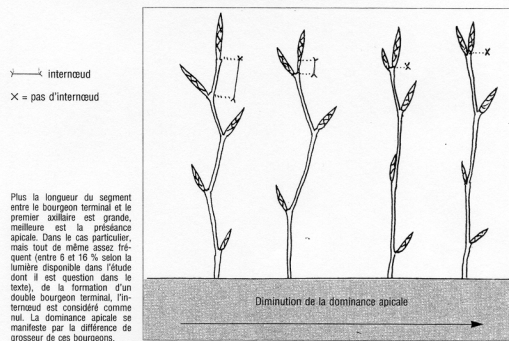 internœud
× = pas d'internœud
Plus la longueur du segment
entre le bourgeon terminal et le
premier axillaire est grande,
meilleure est la préséance
apicale. Dans le cas particulier,
mais tout de même assez fré-
quent (entre 6 et 16 % selon la
lumière disponible dans l'étude
dont il est question dans le
texte), de la formation d'un
double bourgeon terminal, l'in-
ternœud est considéré comme
nul. La dominance apicale se
manifeste par la différence de
grosseur de ces bourgeons.
Diminution de la dominance apicale